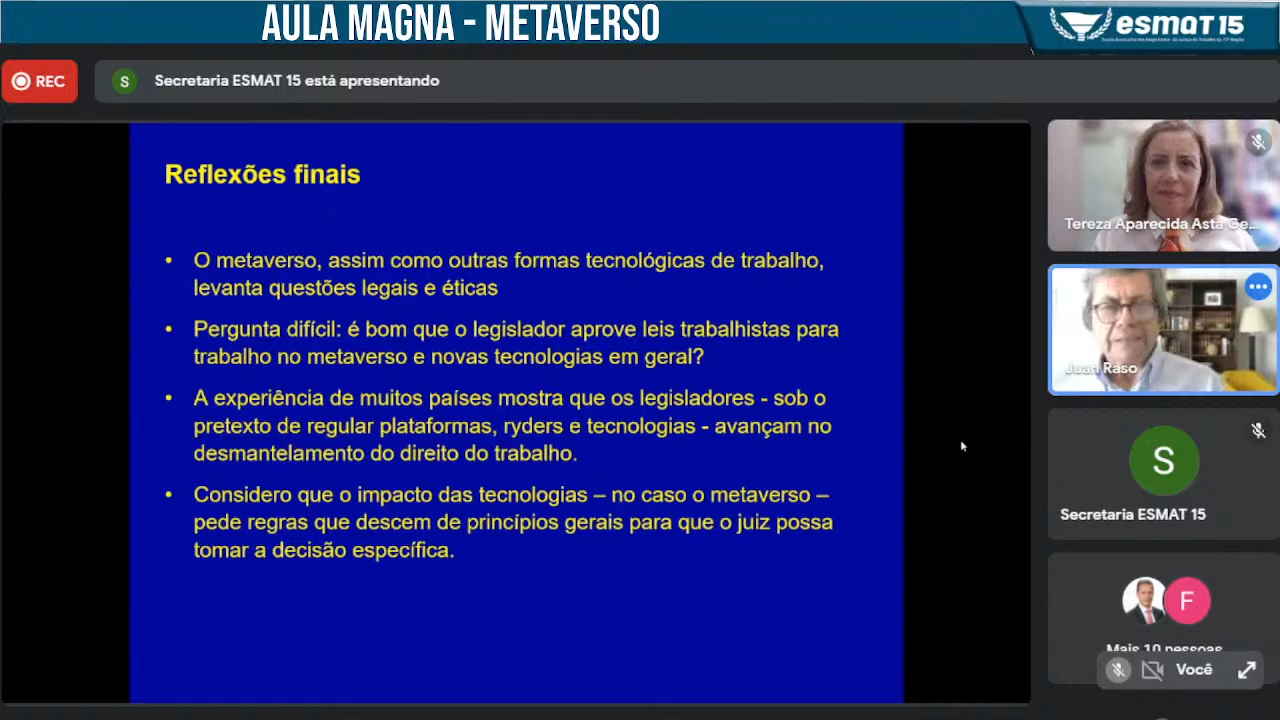 AULA MAGNA - METAVERSO
esmat 15
REC
S
Secretaria ESMAT 15 está apresentando
Reflexões finais
• O metaverso, assim como outras formas tecnológicas de trabalho,
levanta questões legais e éticas
• Pergunta difícil: é bom que o legislador aprove leis trabalhistas para
trabalho no metaverso e novas tecnologias em geral?
• A experiência de muitos países mostra que os legisladores - sob o
pretexto de regular plataformas, ryders e tecnologias - avançam no
desmantelamento do direito do trabalho.
• Considero que o impacto das tecnologias – no caso o metaverso –
pede regras que descem de princípios gerais para que o juiz possa
tomar a decisão específica.
Tereza Aparecida Asta Ge...
Juan Raso
S
Secretaria ESMAT 15
F
Mais 10 pessoas
Você